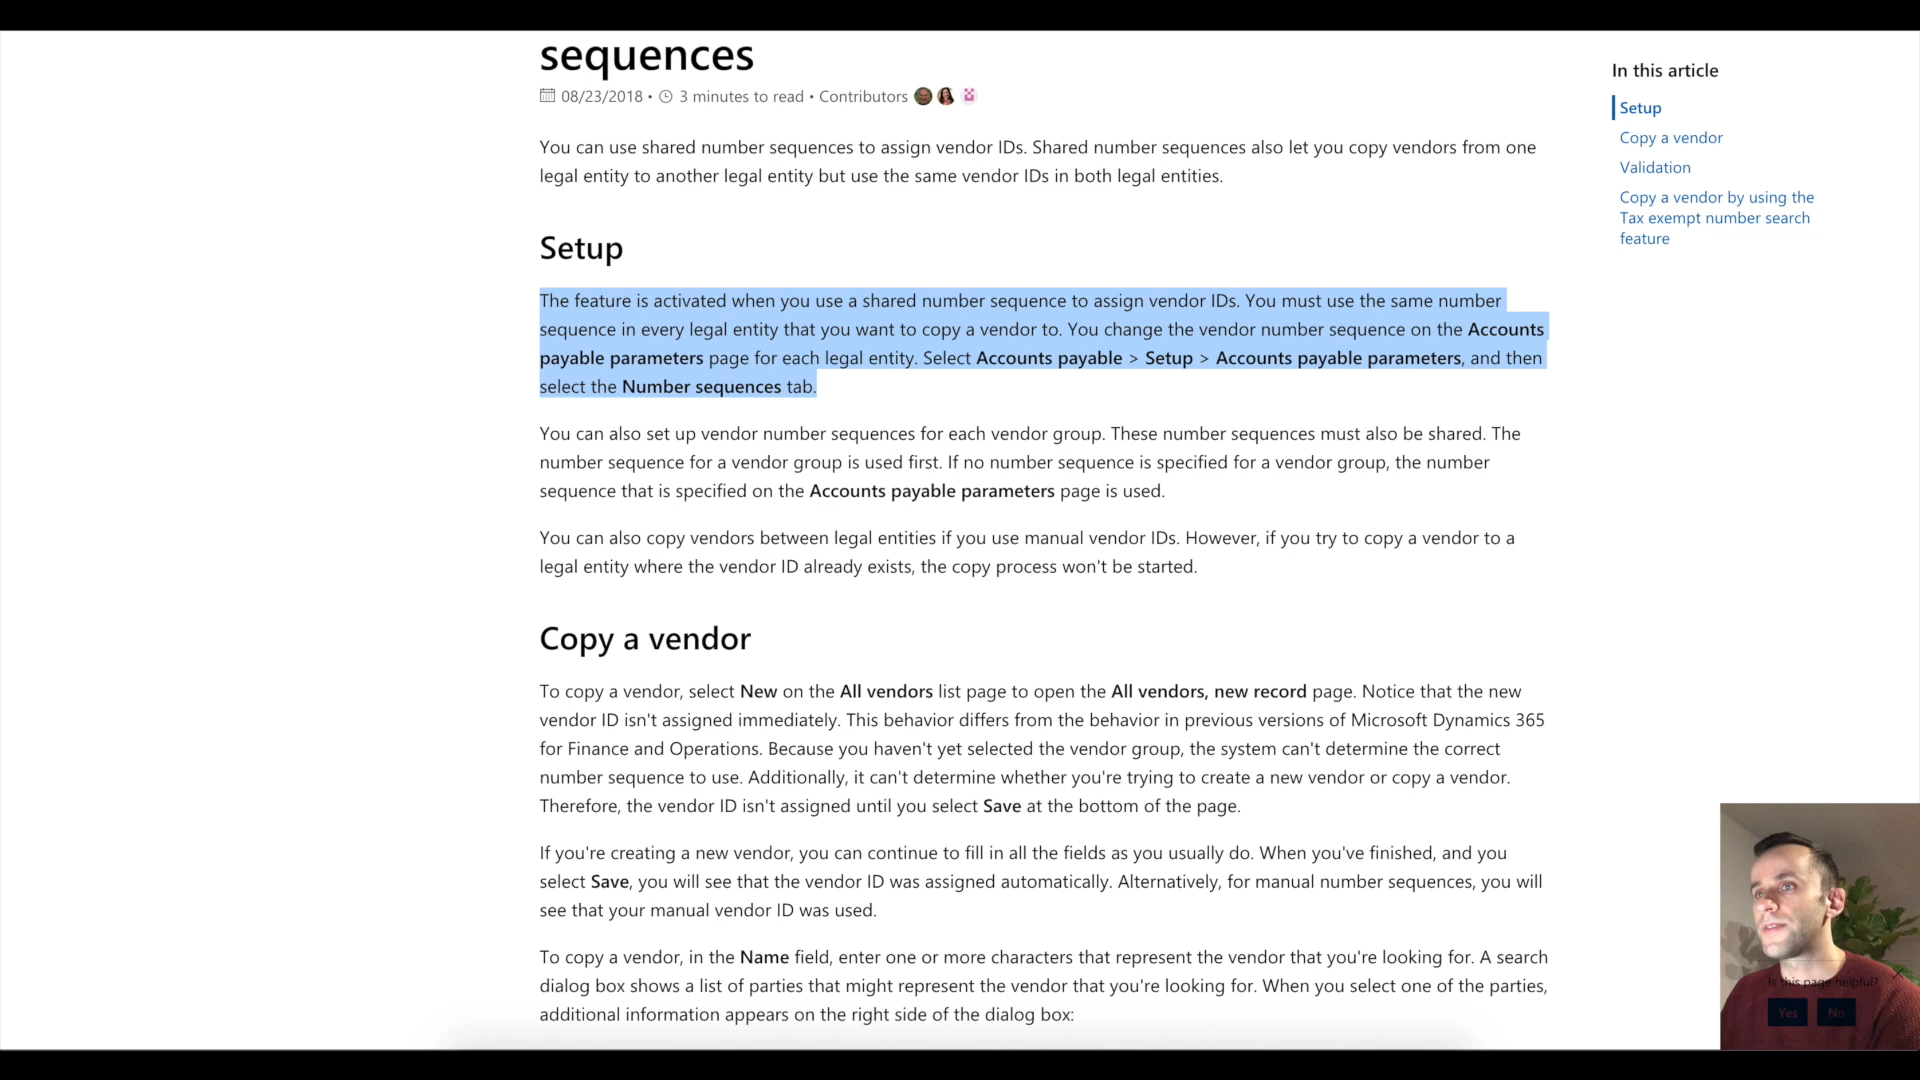 sequences
08/23/2018 • 3 minutes to read • Contributors
You can use shared number sequences to assign vendor IDs. Shared number sequences also let you copy vendors from one
legal entity to another legal entity but use the same vendor IDs in both legal entities.
Setup
The feature is activated when you use a shared number sequence to assign vendor IDs. You must use the same number
sequence in every legal entity that you want to copy a vendor to. You change the vendor number sequence on the Accounts
payable parameters page for each legal entity. Select Accounts payable > Setup > Accounts payable parameters, and then
select the Number sequences tab.
You can also set up vendor number sequences for each vendor group. These number sequences must also be shared. The
number sequence for a vendor group is used first. If no number sequence is specified for a vendor group, the number
sequence that is specified on the Accounts payable parameters page is used.
You can also copy vendors between legal entities if you use manual vendor IDs. However, if you try to copy a vendor to a
legal entity where the vendor ID already exists, the copy process won't be started.
Copy a vendor
To copy a vendor, select New on the All vendors list page to open the All vendors, new record page. Notice that the new
vendor ID isn't assigned immediately. This behavior differs from the behavior in previous versions of Microsoft Dynamics 365
for Finance and Operations. Because you haven't yet selected the vendor group, the system can't determine the correct
number sequence to use. Additionally, it can't determine whether you're trying to create a new vendor or copy a vendor.
Therefore, the vendor ID isn't assigned until you select Save at the bottom of the page.
If you're creating a new vendor, you can continue to fill in all the fields as you usually do. When you've finished, and you
select Save, you will see that the vendor ID was assigned automatically. Alternatively, for manual number sequences, you will
see that your manual vendor ID was used.
To copy a vendor, in the Name field, enter one or more characters that represent the vendor that you're looking for. A search
dialog box shows a list of parties that might represent the vendor that you're looking for. When you select one of the parties,
additional information appears on the right side of the dialog box:
In this article
Setup
Copy a vendor
Validation
Copy a vendor by using the
Tax exempt number search
feature
Is this page helpful?
Yes No